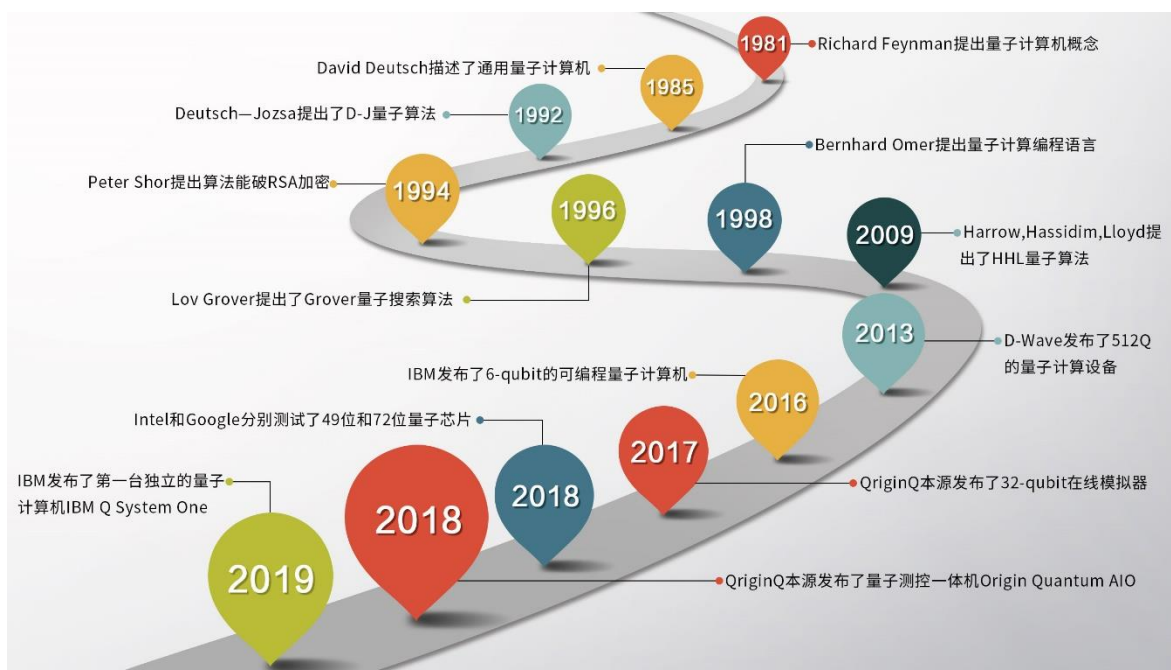 1981
Richard Feynman提出量子计算机概念
David Deutsch描述了通用量子计算机
1985
Deutsch—Jozsa提出了D-J量子算法
1992
Peter Shor提出算法能破RSA加密
1994
1996
Lov Grover提出了Grover量子搜索算法
Bernhard Omer提出量子计算编程语言
1998
2009
Harrow,Hassidim,Lloyd提
出了HHL量子算法
2013
D-Wave发布了512Q
的量子计算设备
IBM发布了6-qubit的可编程量子计算机
2016
2017
QriginQ本源发布了32-qubit在线模拟器
Intel和Google分别测试了49位和72位量子芯片
2018
2018
QriginQ本源发布了量子测控一体机Origin Quantum AIO
IBM发布了第一台独立的量子
计算机IBM Q System One
2019